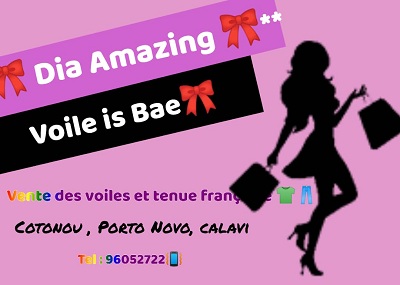 🎀 Dia Amazing 🎀**
Voile is Bae🎀
Vente des voiles et tenue française 👕👖
COTONOU , PORTO NOVO, CALAVI
Tel : 96052722📱